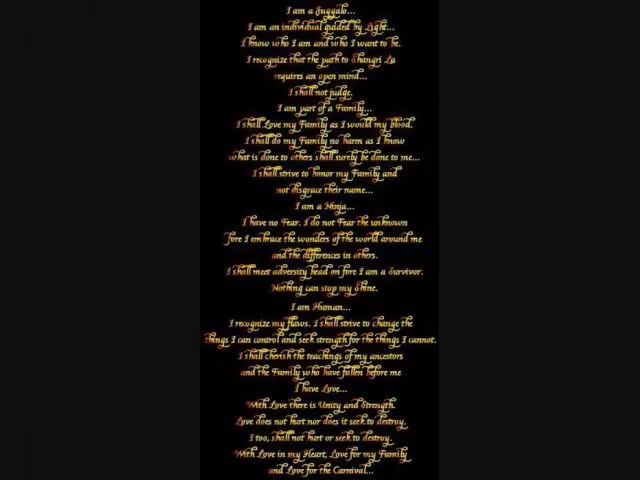 I am a Juggalo...
I am an individual guided by Light...
I know who I am and who I want to be.
I recognize that the path to Shangri La
requires an open mind...
I shall not judge.
I am part of a Family...
I shall Love my Family as I would my blood.
I shall do my Family no harm as I know
what is done to others shall surely be done to me...
I shall strive to honor my Family and
not disgrace their name...
I am a Ninja...
I have no Fear. I do not Fear the unknown
fore I embrace the wonders of the world around me
and the differences in others.
I shall meet adversity head on fore I am a Survivor.
Nothing can stop my Shine.
I am Human...
I recognize my flaws. I shall strive to change the
things I can control and seek strength for the things I cannot.
I shall cherish the teachings of my ancestors
and the Family who have fallen before me
I have Love...
With Love there is Unity and Strength.
Love does not hurt nor does it seek to destroy.
I too, shall not hurt or seek to destroy.
With Love in my Heart, Love for my Family
and Love for the Carnival...